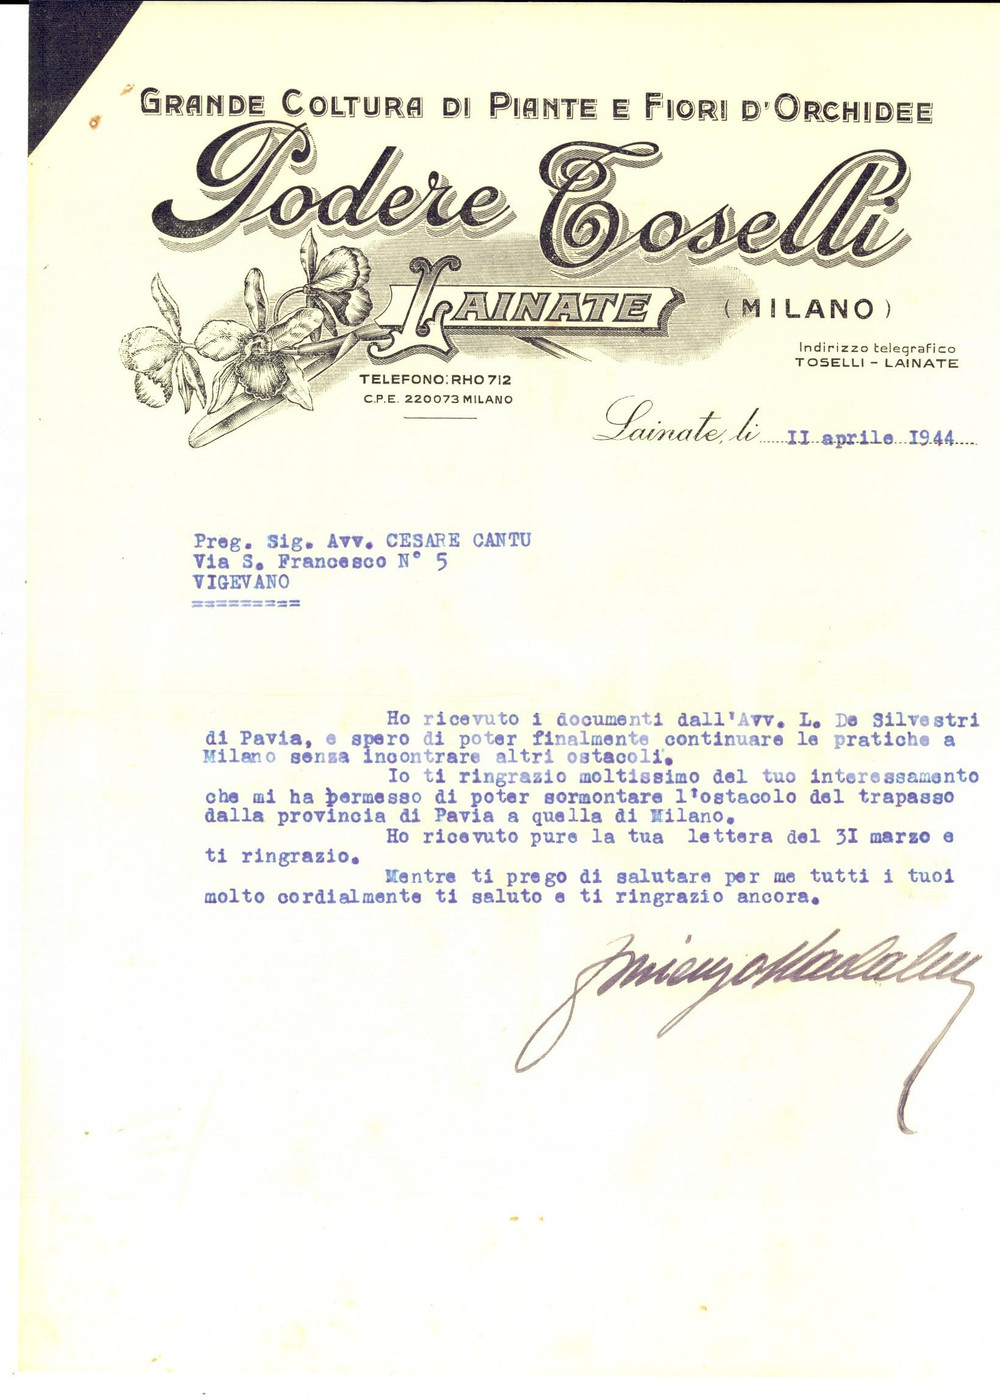 GRANDE COLTURA DI PIANTE E FIORI D'ORCHIDEE
Podere Toselli
LAINATE
(MILANO)
Indirizzo telegrafico
TOSELLI - LAINATE
TELEFONO: RHO 712
C.P.E. 220073 MILANO
Lainate, li 11 aprile 1944
Preg. Sig. Avv. CESARE CANTU
Via S. Francesco N° 5
VIGEVANO
=========
Ho ricevuto i documenti dall'Avv. L. De Silvestri
di Pavia, e spero di poter finalmente continuare le pratiche a
Milano senza incontrare altri ostacoli.
Io ti ringrazio moltissimo del tuo interessamento
che mi ha permesso di poter sormontare l'ostacolo del trapasso
dalla provincia di Pavia a quella di Milano.
Ho ricevuto pure la tua lettera del 31 marzo e
ti ringrazio.
Mentre ti prego di salutare per me tutti i tuoi
molto cordialmente ti saluto e ti ringrazio ancora.